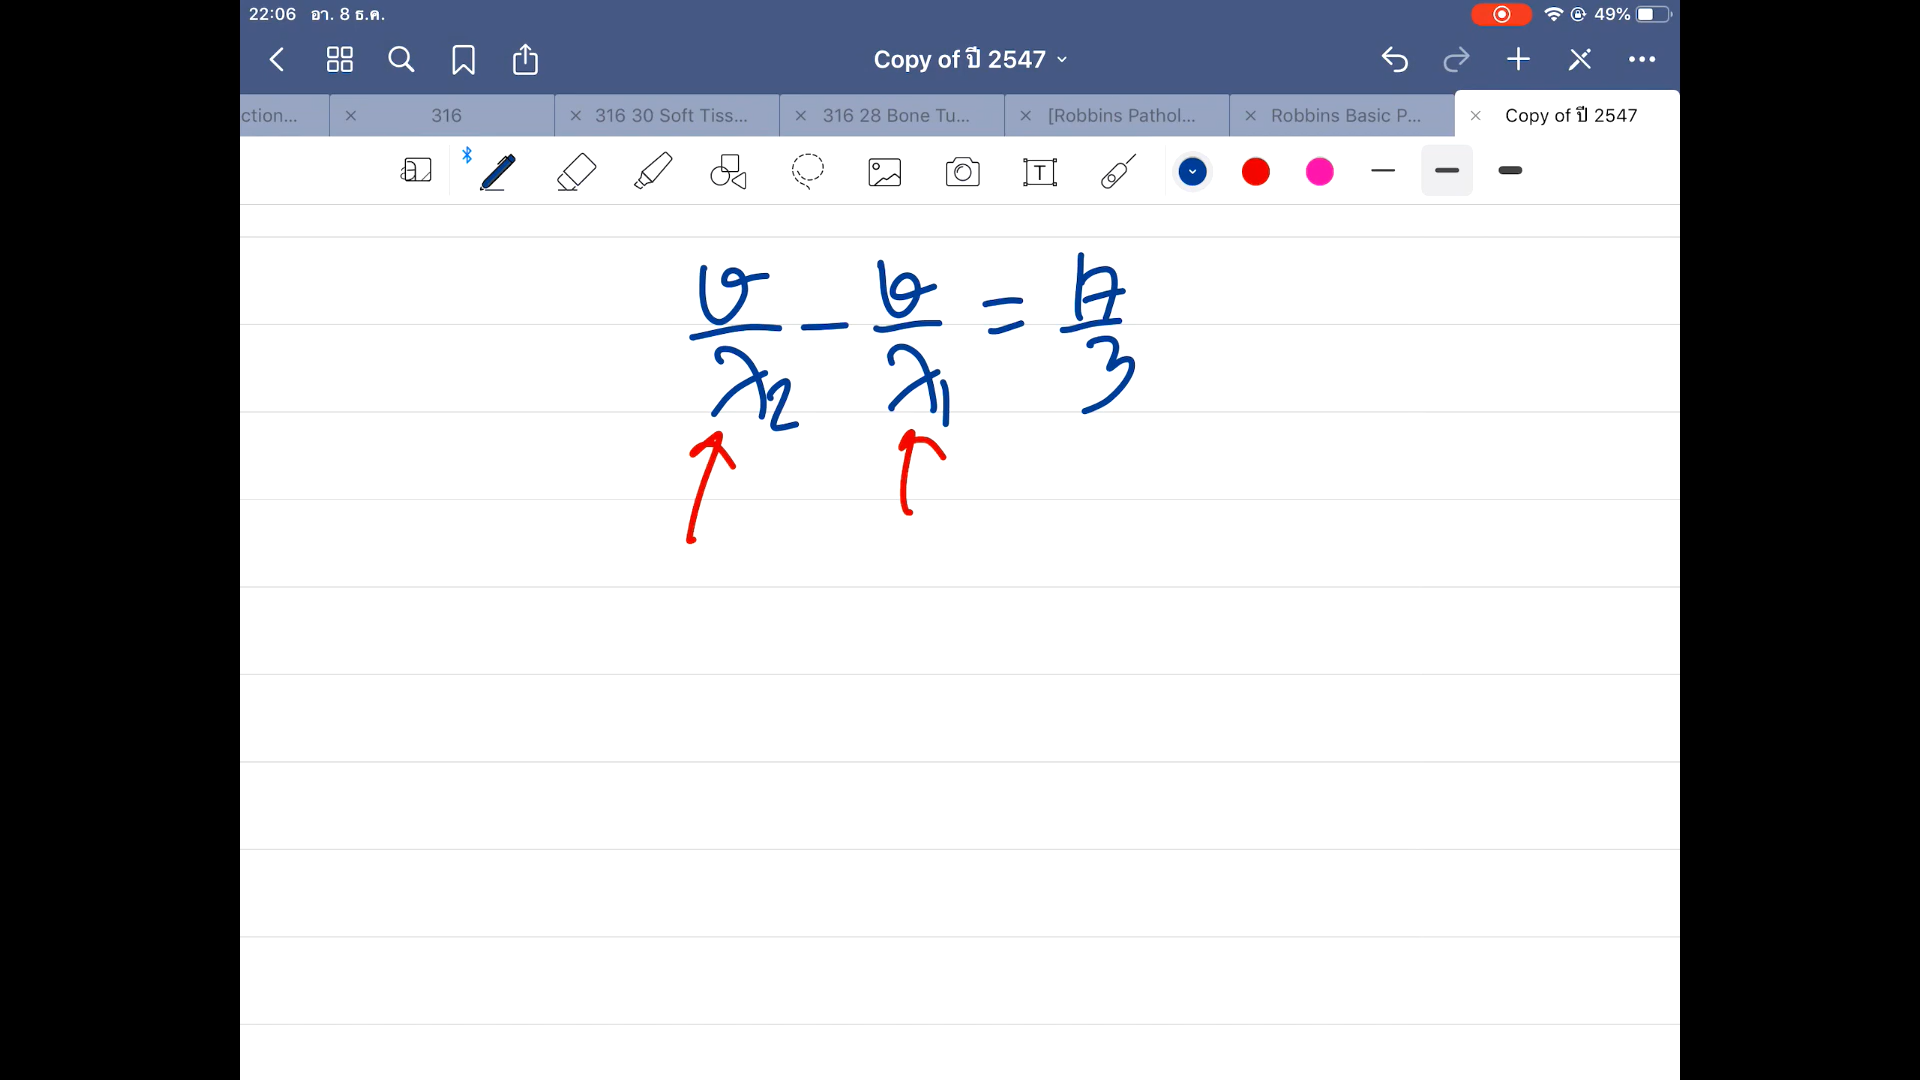 22:06 อา. 8 ธ.ค. 49%
Copy of ปี 2547
ction... 316 316 30 Soft Tiss... 316 28 Bone Tu... [Robbins Pathol... Robbins Basic P... Copy of ปี 2547
v/λ₂ − v/λ₁ = /3